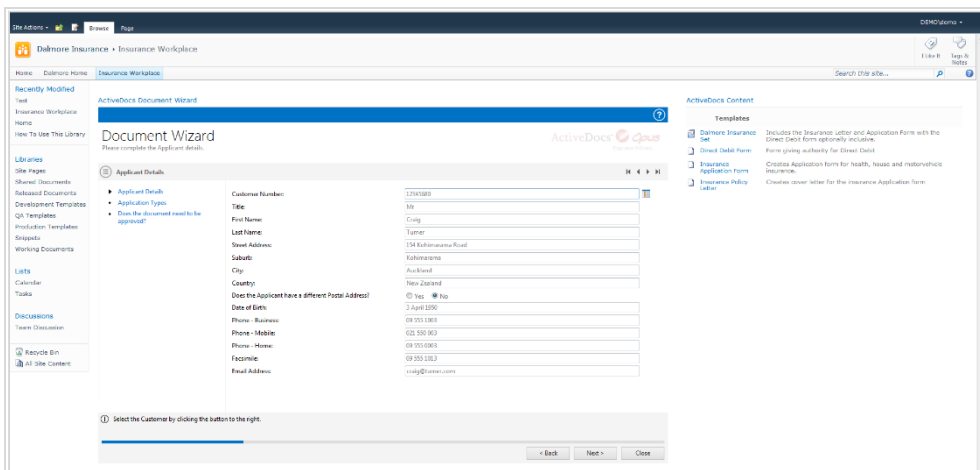 DEMO\tomo
Site Actions
Browse
Page
Dalmore Insurance › Insurance Workplace
I Like It
Tags & Notes
Home
Dalmore Home
Insurance Workplace
Search this site...
Recently Modified
Test
Insurance Workplace
Home
How To Use This Library
Libraries
Site Pages
Shared Documents
Released Documents
Development Templates
QA Templates
Production Templates
Snippets
Working Documents
Lists
Calendar
Tasks
Discussions
Team Discussion
Recycle Bin
All Site Content
ActiveDocs Document Wizard
Document Wizard
Please complete the Applicant details.
ActiveDocs Opus
Applicant Details
Applicant Details
Application Types
Does the document need to be
approved?
Customer Number:
Title: Mr
First Name: Craig
Last Name: Turner
Street Address: 154 Kohimarama Road
Suburb: Kohimarama
City: Auckland
Country: New Zealand
Does the Applicant have a different Postal Address? Yes No
Date of Birth: 3 April 1950
Phone - Business: 09 555 1003
Phone - Mobile: 021 550 003
Phone - Home: 09 555 0003
Facsimile: 09 555 1013
Email Address: craig@turner.com
Select the Customer by clicking the button to the right.
< Back
Next >
Close
ActiveDocs Content
Templates
Dalmore Insurance Set
Includes the Insurance Letter and Application Form with the
Direct Debit form optionally inclusive.
Direct Debit Form
Form giving authority for Direct Debit
Insurance Application Form
Creates Application form for health, house and motorvehicle
insurance.
Insurance Policy Letter
Creates cover letter for the insurance Application form